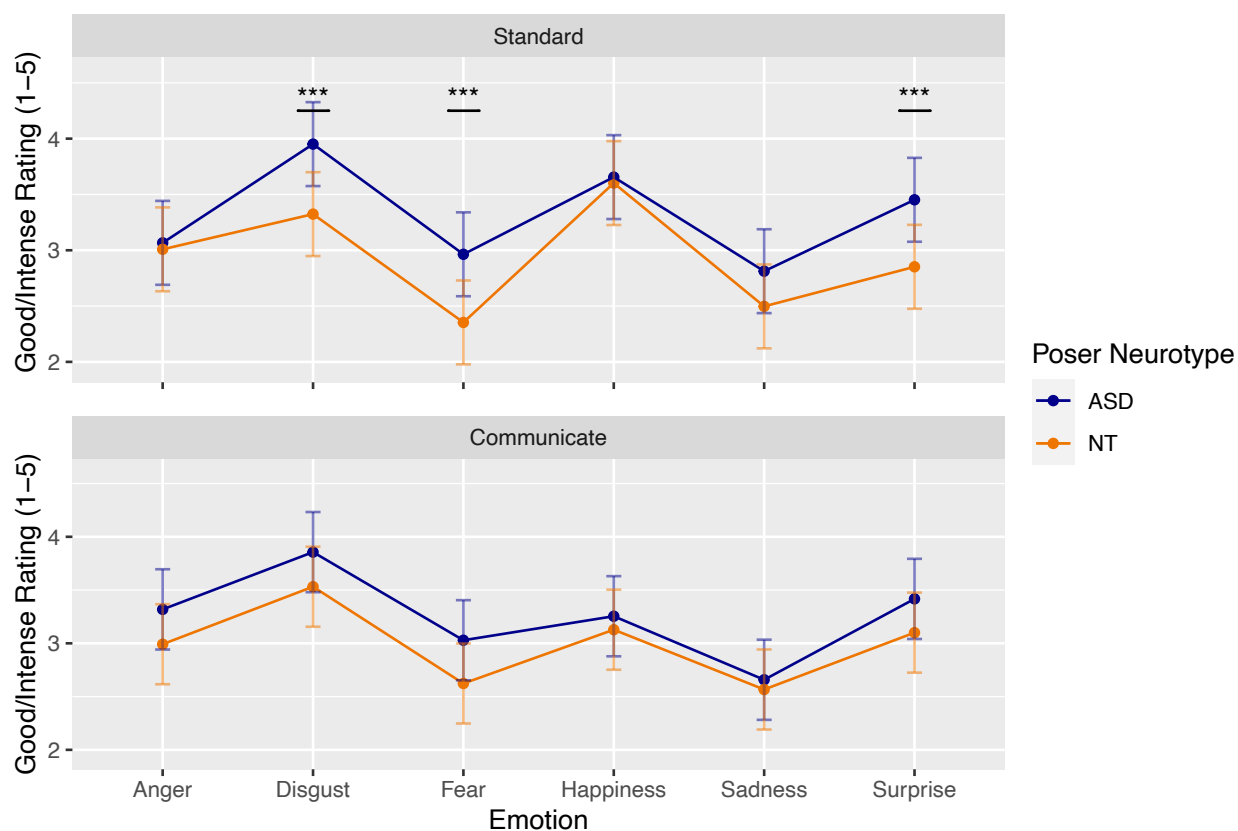 Standard
Good/Intense Rating (1–5)
*** *** ***
4
3
2
Communicate
Good/Intense Rating (1–5)
4
3
2
Anger Disgust Fear Happiness Sadness Surprise
Emotion
Poser Neurotype
ASD
NT